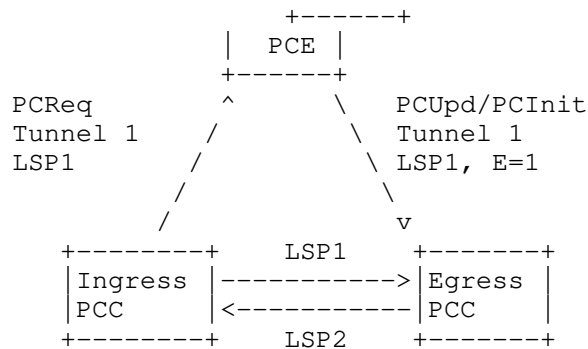 +------+
|  PCE |
+------+
PCReq          ^       \    PCUpd/PCInit
Tunnel 1      /         \   Tunnel 1
LSP1         /           \  LSP1, E=1
            /             \
           /               v
+--------+     LSP1     +-------+
|Ingress |----------->|Egress |
|PCC     |<-----------|PCC    |
+--------+     LSP2     +-------+